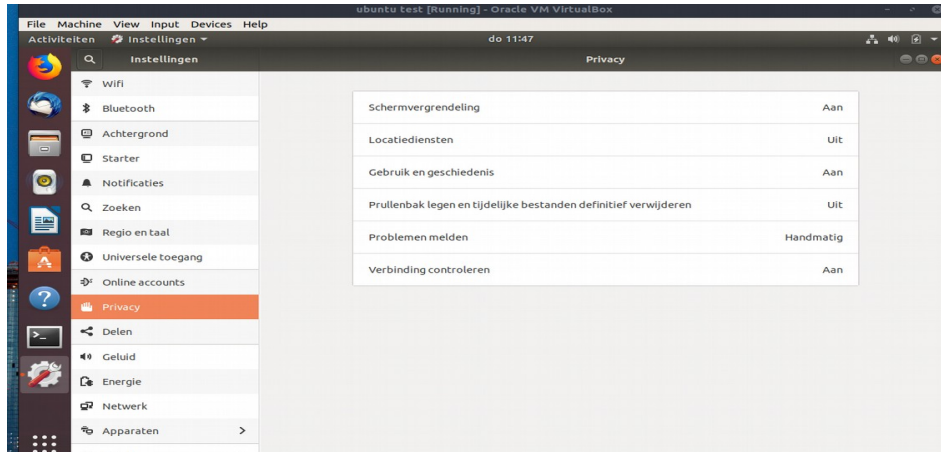 ubuntu test [Running] - Oracle VM VirtualBox
File Machine View Input Devices Help
Activiteiten Instellingen do 11:47
Instellingen Privacy
Wifi
Bluetooth
Achtergrond
Starter
Notificaties
Zoeken
Regio en taal
Universele toegang
Online accounts
Privacy
Delen
Geluid
Energie
Netwerk
Apparaten
Schermvergrendeling Aan
Locatiediensten Uit
Gebruik en geschiedenis Aan
Prullenbak legen en tijdelijke bestanden definitief verwijderen Uit
Problemen melden Handmatig
Verbinding controleren Aan